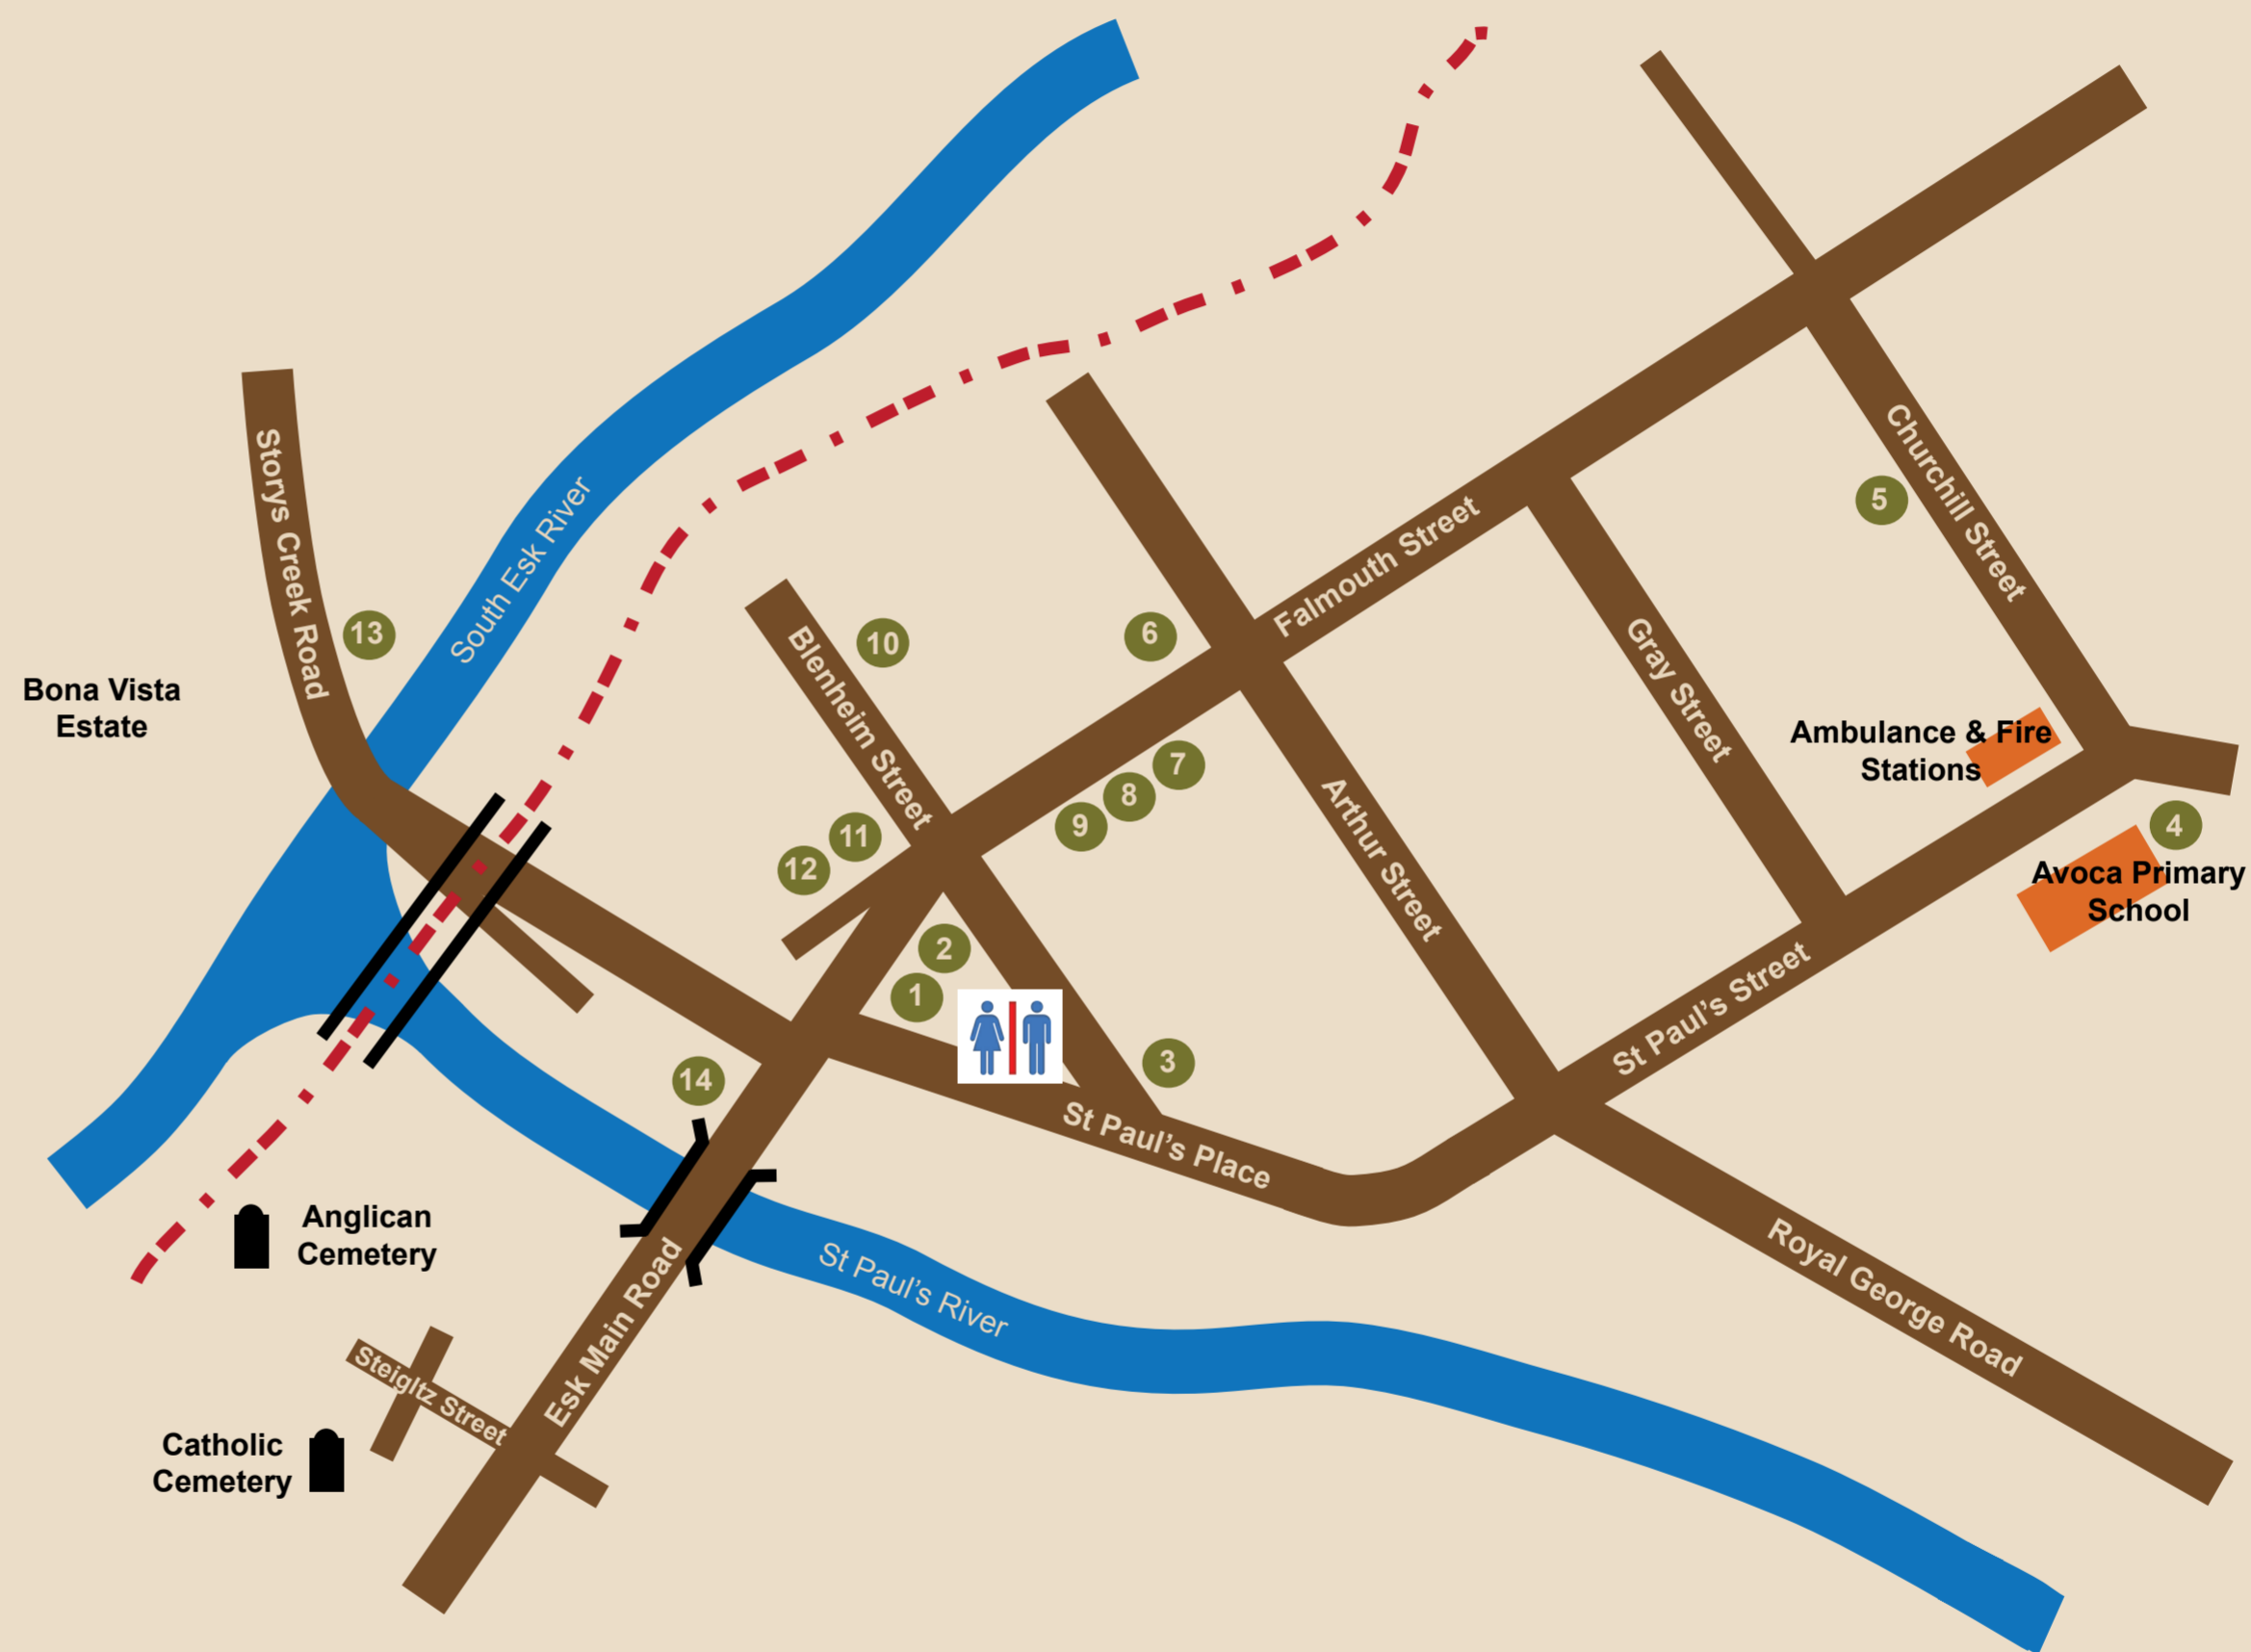 Storys Creek Road
South Esk River
Bona Vista
Estate
13
Blenheim Street
10
6
Falmouth Street
5
Churchill Street
Gray Street
Ambulance & Fire
Stations
4
Avoca Primary
School
7
8
9
11
12
Arthur Street
2
1
3
14
St Paul's Street
St Paul's Place
Anglican
Cemetery
St Paul's River
Royal George Road
Esk Main Road
Steigltz Street
Catholic
Cemetery